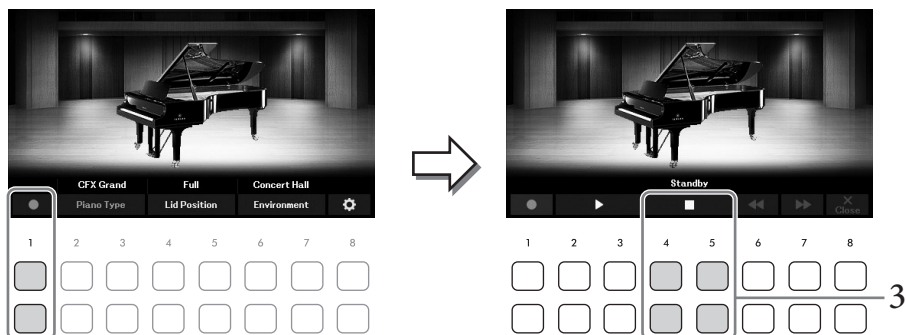 CFX Grand Full Concert Hall
Piano Type Lid Position Environment
1 2 3 4 5 6 7 8
Standby
Close
1 2 3 4 5 6 7 8
3